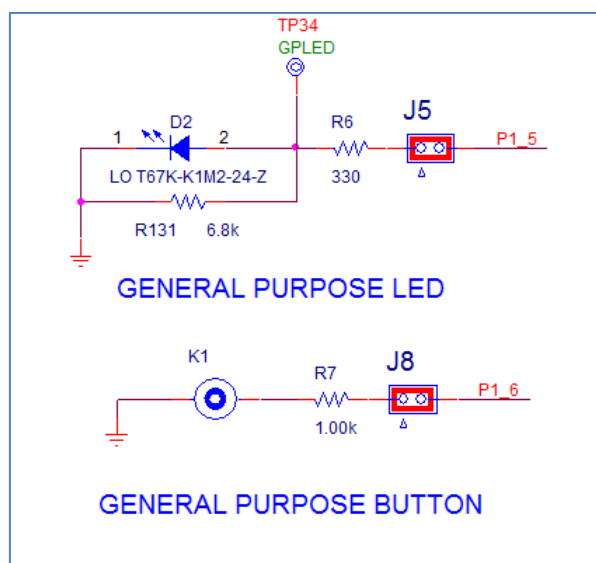 TP34
GPLED
D2
1
2
R6
J5
P1_5
LO T67K-K1M2-24-Z
330
R131 6.8k
GENERAL PURPOSE LED
K1
R7
J8
P1_6
1.00k
GENERAL PURPOSE BUTTON